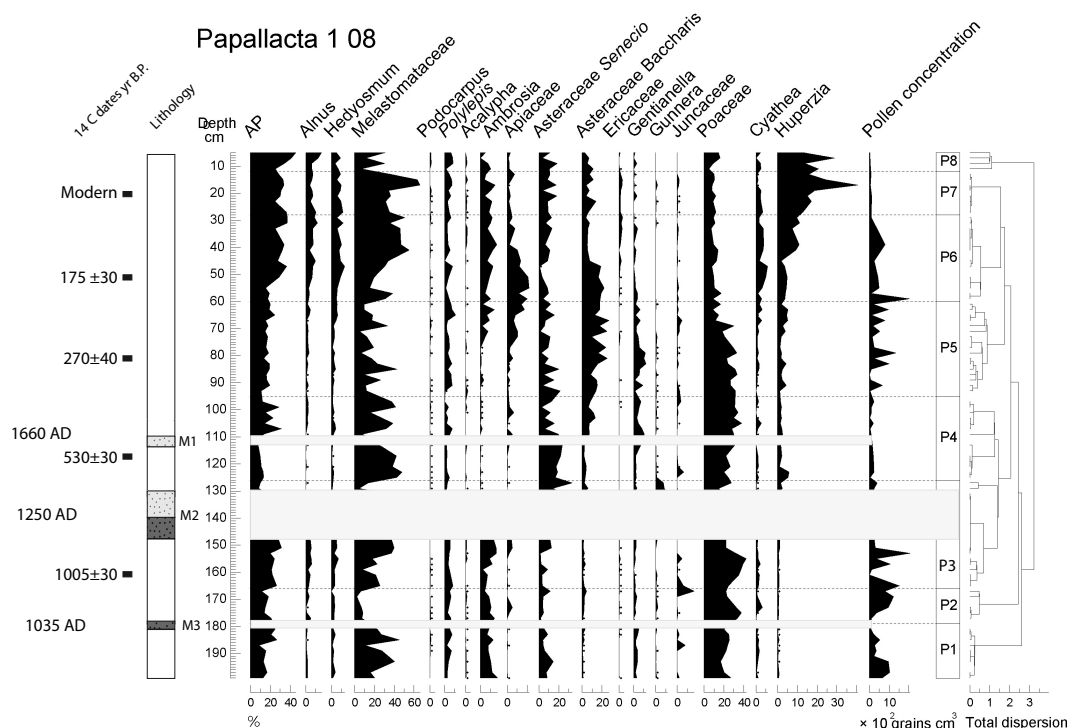 Papallacta 1 08
14 C dates yr B.P.
Lithology
Depth
cm
AP
Alnus
Hedyosmum
Melastomataceae
Podocarpus
Polylepis
Acalypha
Ambrosia
Apiaceae
Asteraceae Senecio
Asteraceae Baccharis
Ericaceae
Gentianella
Gunnera
Juncaceae
Poaceae
Cyathea
Huperzia
Pollen concentration
0
10
20
30
40
50
60
70
80
90
100
110
120
130
140
150
160
170
180
190
Modern
175 ±30
270±40
1660 AD
M1
530±30
1250 AD
M2
1005±30
1035 AD
M3
P8
P7
P6
P5
P4
P3
P2
P1
0 20 40 0 0 0 20 40 60 0 0 0 0 0 0 20 0 20 0 0 0 0 0 20 40 0 0 10 20 30 40 0 10 20 0 1 2 3
%
× 10² grains cm³
Total dispersion